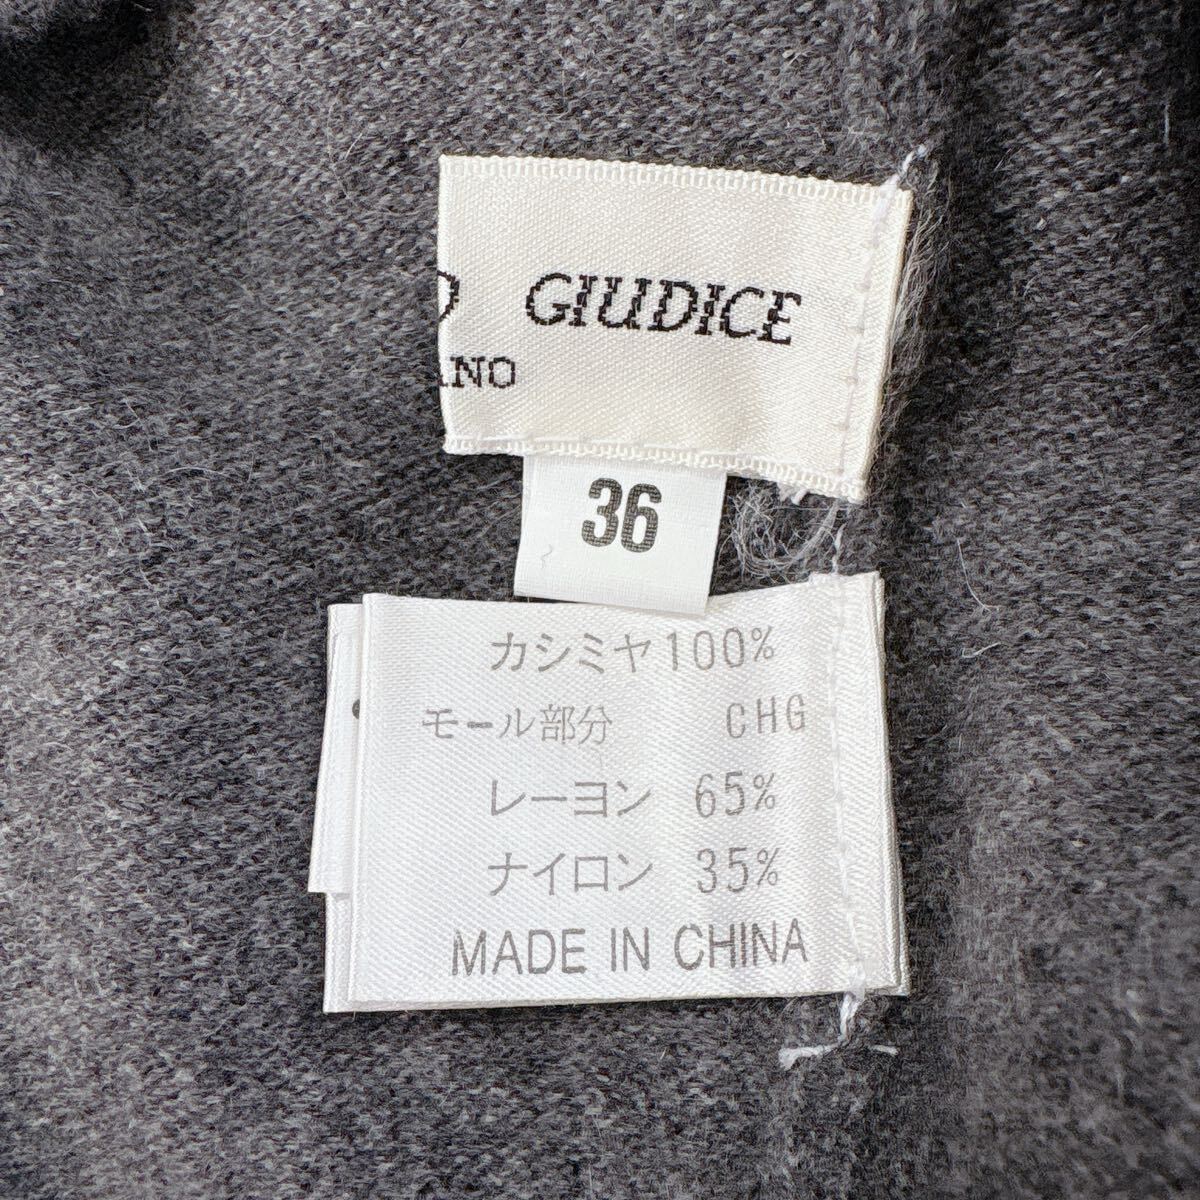 GIUDICE
36
カシミヤ100%
モール部分 CHG
レーヨン 65%
ナイロン 35%
MADE IN CHINA